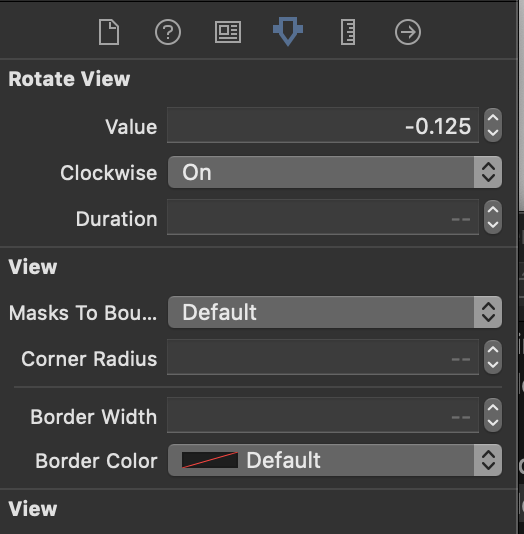 Rotate View
Value -0.125
Clockwise On
Duration --
View
Masks To Bou... Default
Corner Radius --
Border Width --
Border Color Default
View